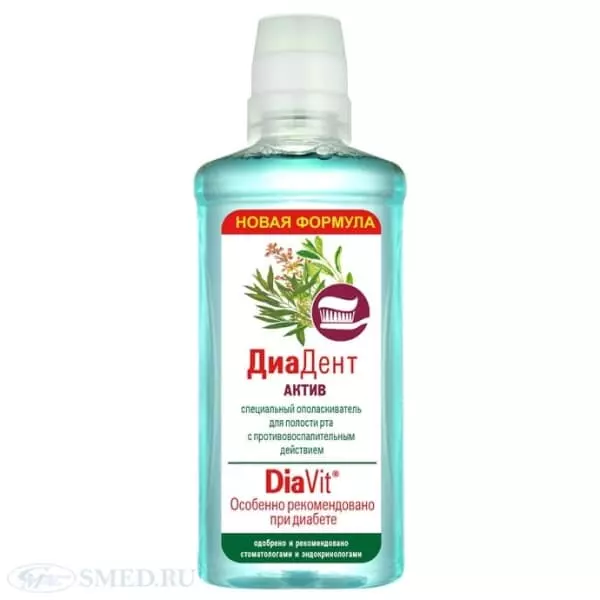 НОВАЯ ФОРМУЛА
ДиаДент
АКТИВ
специальный ополаскиватель
для полости рта
с противовоспалительным
действием
DiaVit®
Особенно рекомендовано
при диабете
одобрено и рекомендовано
стоматологами и эндокринологами
SMED.RU